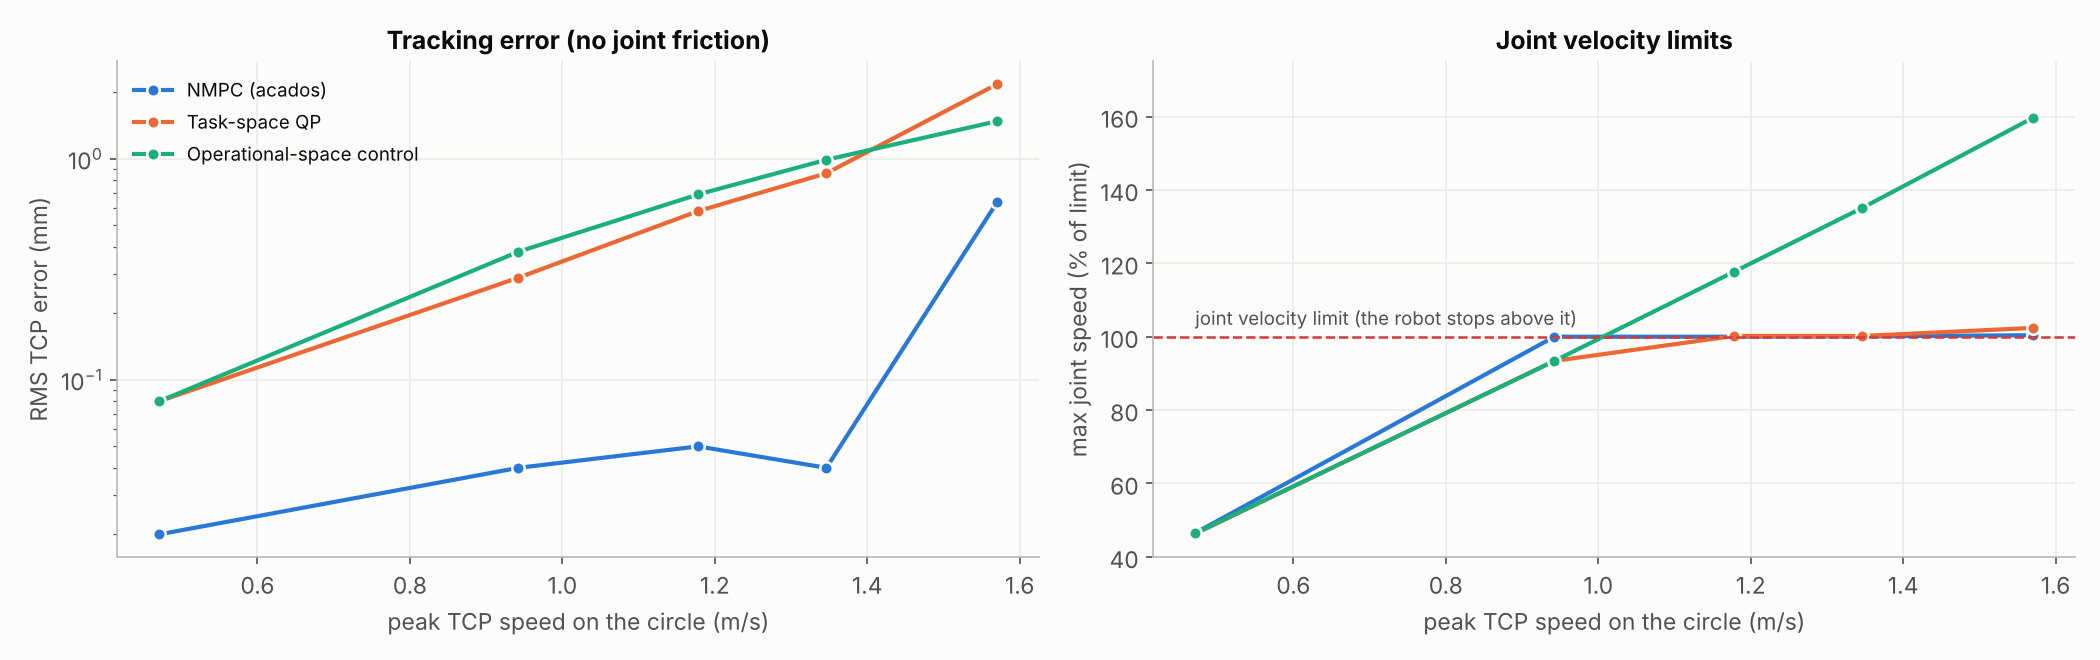 Tracking error (no joint friction)
NMPC (acados)
Task-space QP
Operational-space control
RMS TCP error (mm)
10⁰
10⁻¹
0.6 0.8 1.0 1.2 1.4 1.6
peak TCP speed on the circle (m/s)
Joint velocity limits
max joint speed (% of limit)
160
140
120
100
80
60
40
joint velocity limit (the robot stops above it)
0.6 0.8 1.0 1.2 1.4 1.6
peak TCP speed on the circle (m/s)